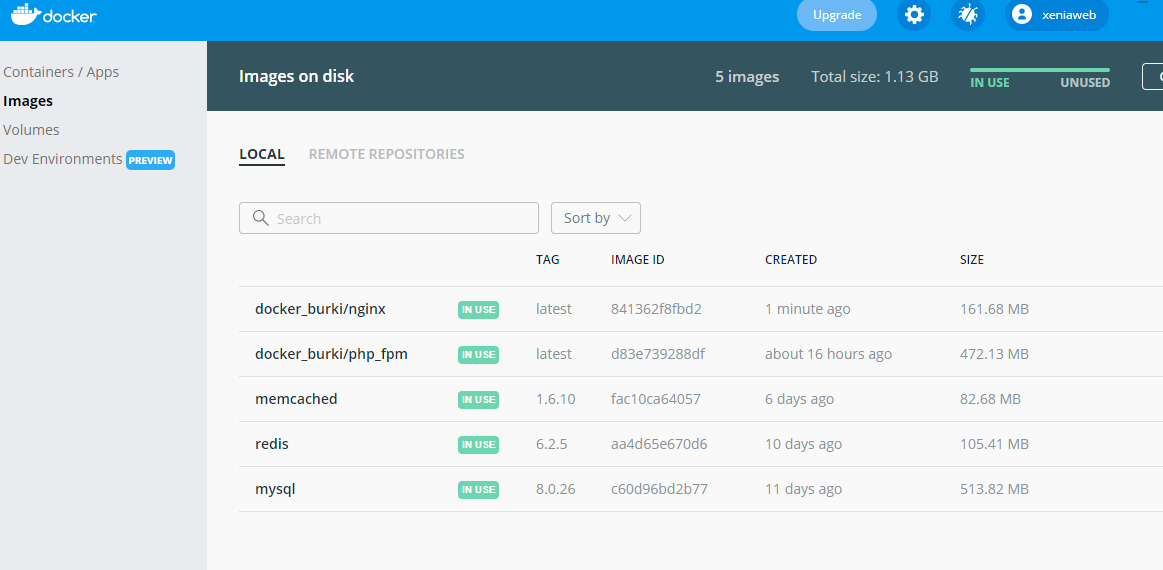 docker
Upgrade
xeniaweb
Containers / Apps
Images
Volumes
Dev Environments PREVIEW
Images on disk
5 images
Total size: 1.13 GB
IN USE
UNUSED
LOCAL
REMOTE REPOSITORIES
Search
Sort by
TAG IMAGE ID CREATED SIZE
docker_burki/nginx IN USE latest 841362f8fbd2 1 minute ago 161.68 MB
docker_burki/php_fpm IN USE latest d83e739288df about 16 hours ago 472.13 MB
memcached IN USE 1.6.10 fac10ca64057 6 days ago 82.68 MB
redis IN USE 6.2.5 aa4d65e670d6 10 days ago 105.41 MB
mysql IN USE 8.0.26 c60d96bd2b77 11 days ago 513.82 MB